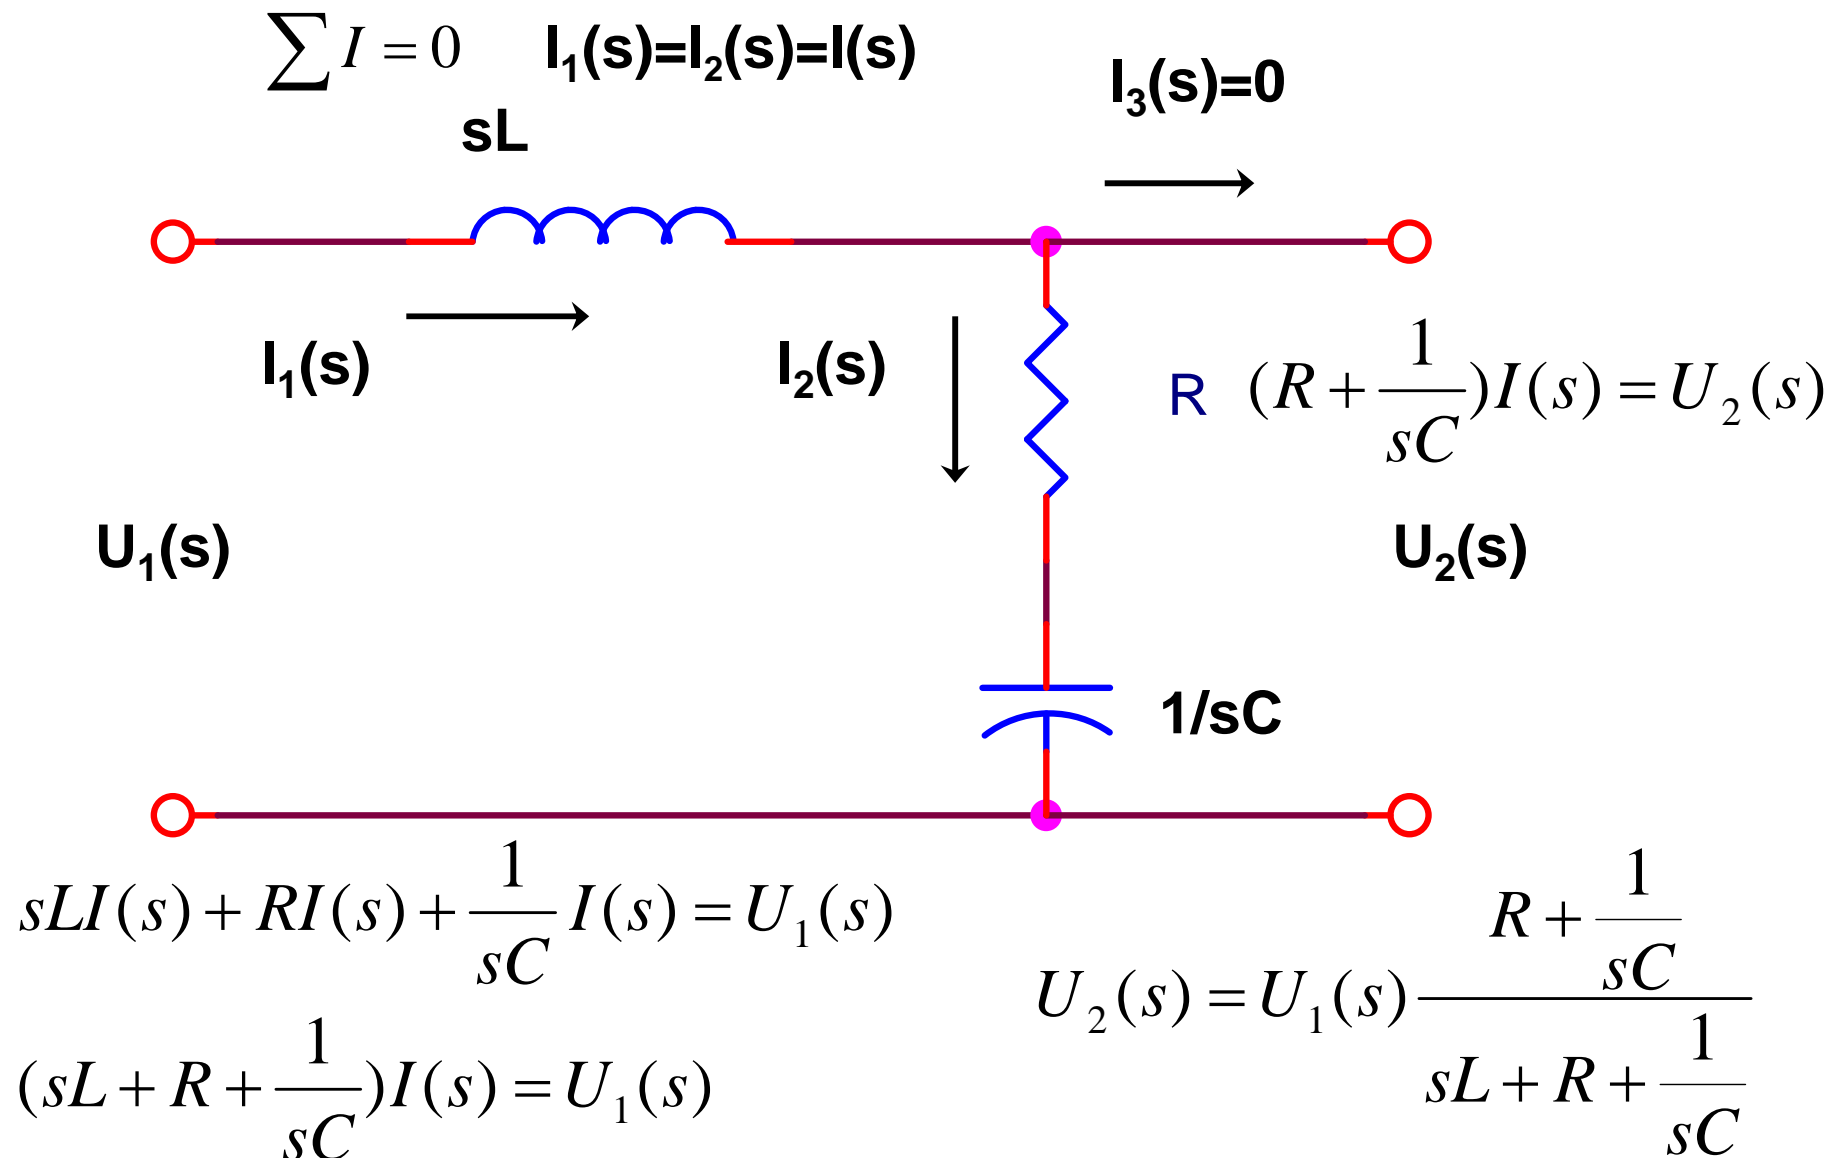 ∑ I = 0 I₁(s)=I₂(s)=I(s)
I₃(s)=0
sL
I₁(s)
I₂(s)
R
(R + 1/sC)I(s) = U₂(s)
U₁(s)
U₂(s)
1/sC
sLI(s) + RI(s) + 1/sC I(s) = U₁(s)
(sL + R + 1/sC)I(s) = U₁(s)
U₂(s) = U₁(s) (R + 1/sC)/(sL + R + 1/sC)